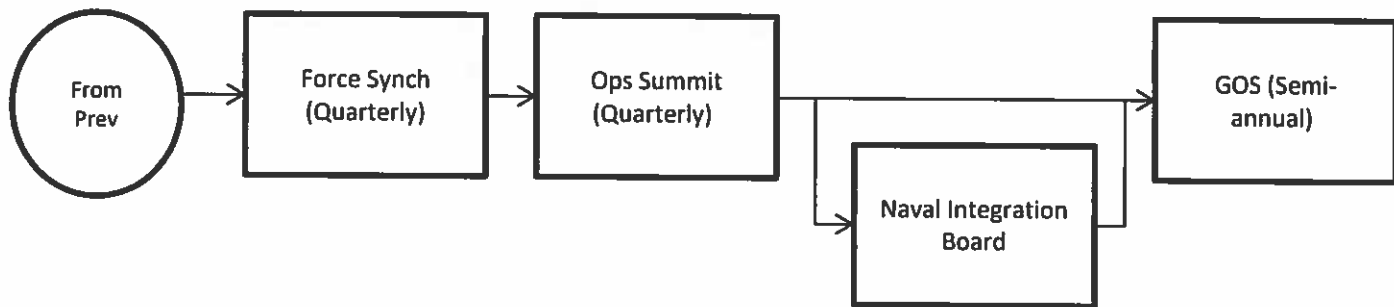 From
Prev
Force Synch
(Quarterly)
Ops Summit
(Quarterly)
GOS (Semi-
annual)
Naval Integration
Board